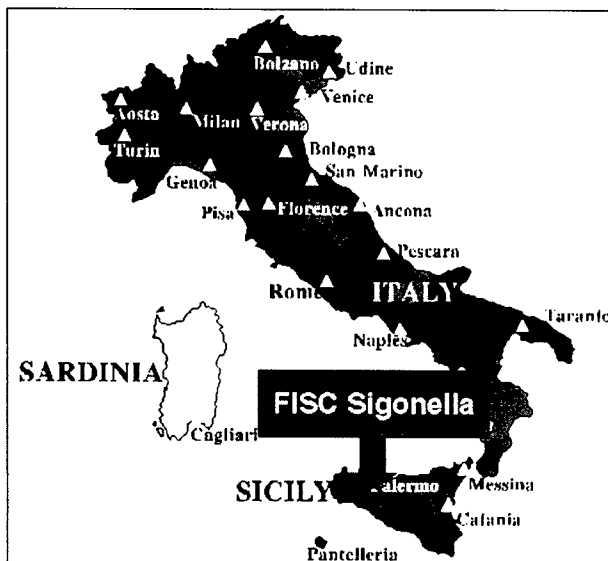 Bolzano
Udine
Venice
Aosta
Milan
Verona
Turin
Bologna
Genoa
San Marino
Pisa
Florence
Ancona
Pescara
Rome
ITALY
Taranto
Naples
SARDINIA
FISC Sigonella
Cagliari
SICILY
Palermo
Messina
Catania
Pantelleria